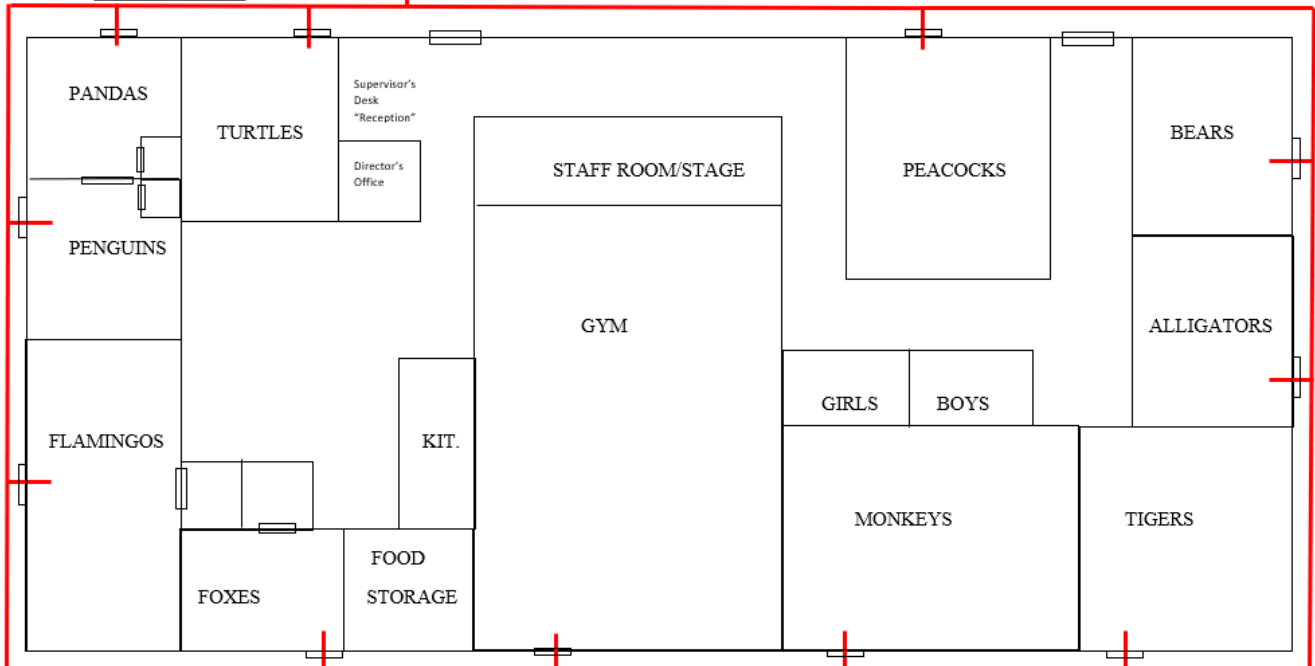 PANDAS
TURTLES
Supervisor's
Desk
"Reception"
Director's
Office
STAFF ROOM/STAGE
PEACOCKS
BEARS
PENGUINS
GYM
ALLIGATORS
FLAMINGOS
KIT.
GIRLS
BOYS
MONKEYS
TIGERS
FOXES
FOOD
STORAGE